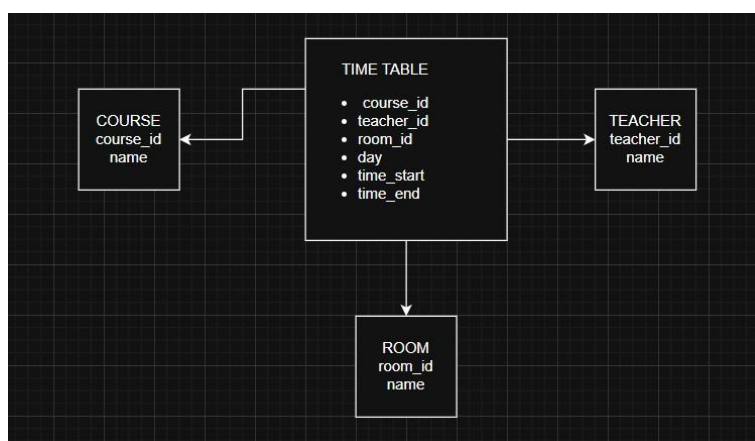 TIME TABLE
• course_id
• teacher_id
• room_id
• day
• time_start
• time_end
COURSE
course_id
name
TEACHER
teacher_id
name
ROOM
room_id
name